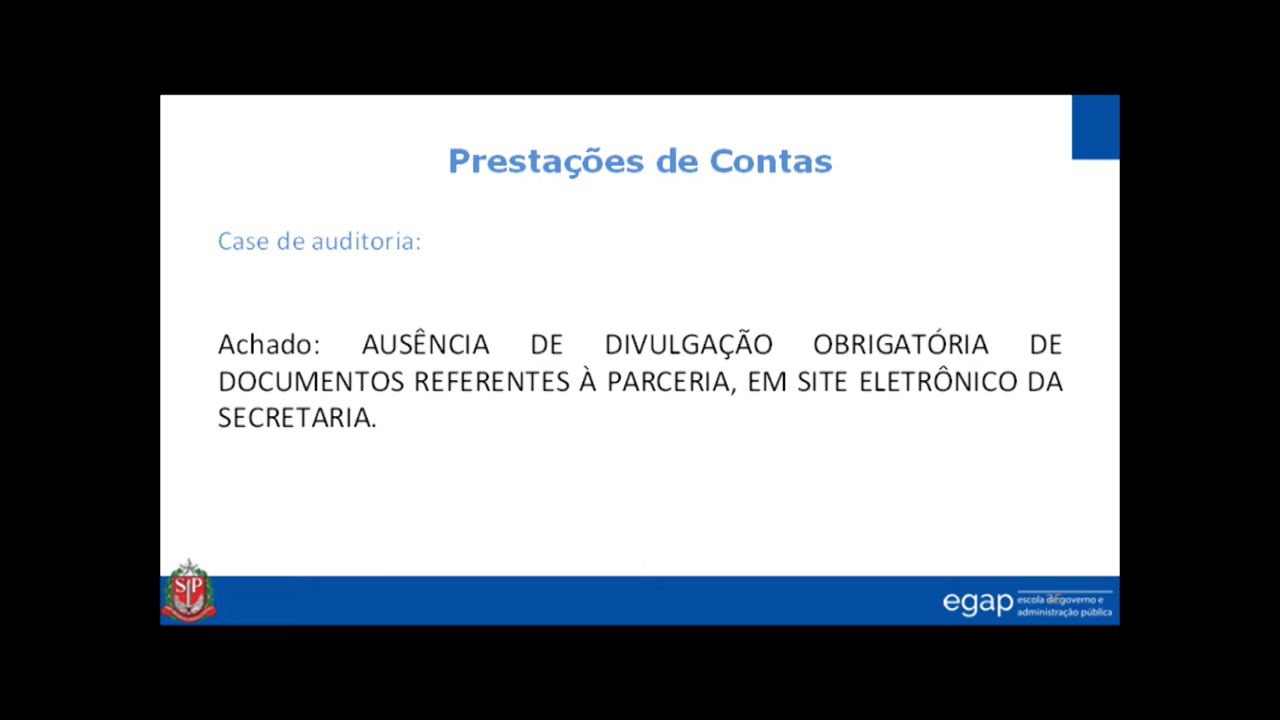 Prestações de Contas
Case de auditoria:
Achado: AUSÊNCIA DE DIVULGAÇÃO OBRIGATÓRIA DE
DOCUMENTOS REFERENTES À PARCERIA, EM SITE ELETRÔNICO DA
SECRETARIA.
SP
egap
escola de governo e
administração pública